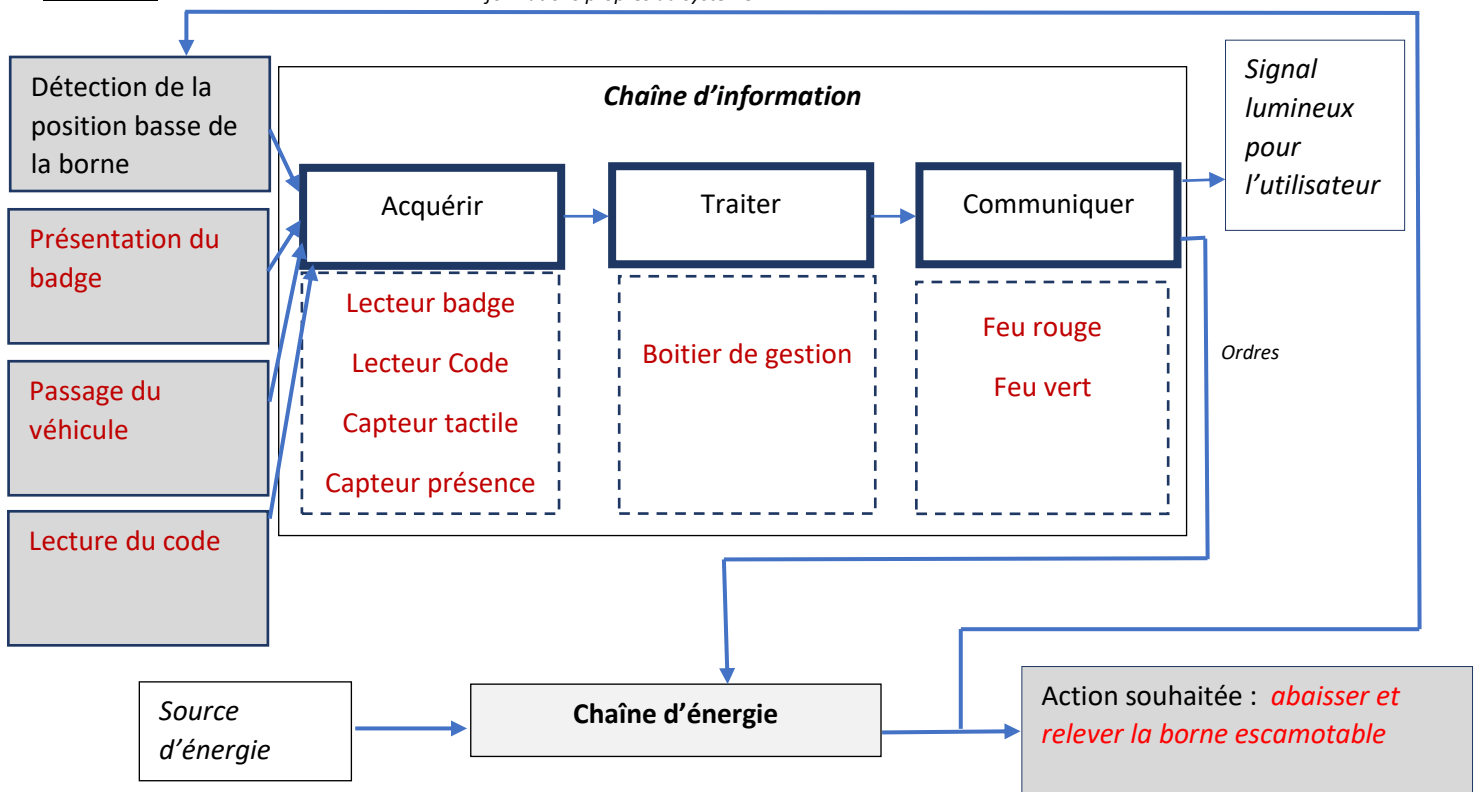 Détection de la
position basse de
la borne
Présentation du
badge
Passage du
véhicule
Lecture du code
Chaîne d'information
Acquérir
Traiter
Communiquer
Lecteur badge
Lecteur Code
Capteur tactile
Capteur présence
Boitier de gestion
Feu rouge
Feu vert
Signal
lumineux
pour
l'utilisateur
Ordres
Source
d'énergie
Chaîne d'énergie
Action souhaitée : abaisser et
relever la borne escamotable